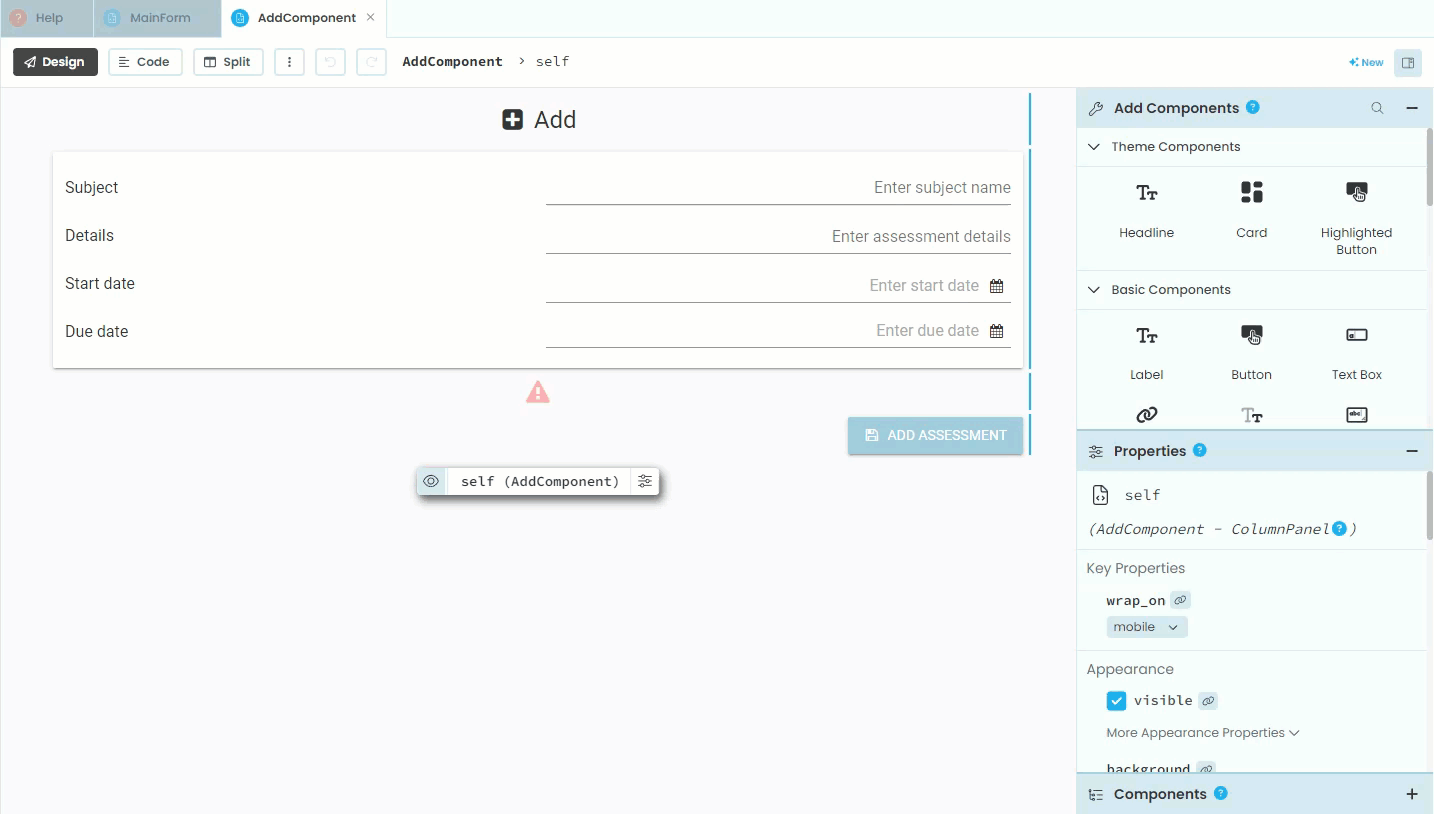 Help
MainForm
AddComponent
Design
Code
Split
AddComponent > self
New
Add
Subject
Enter subject name
Details
Enter assessment details
Start date
Enter start date
Due date
Enter due date
ADD ASSESSMENT
self (AddComponent)
Add Components ?
Theme Components
Headline
Card
Highlighted
Button
Basic Components
Label
Button
Text Box
Properties ?
self
(AddComponent - ColumnPanel ? )
Key Properties
wrap_on
mobile
Appearance
visible
More Appearance Properties
background
Components ?